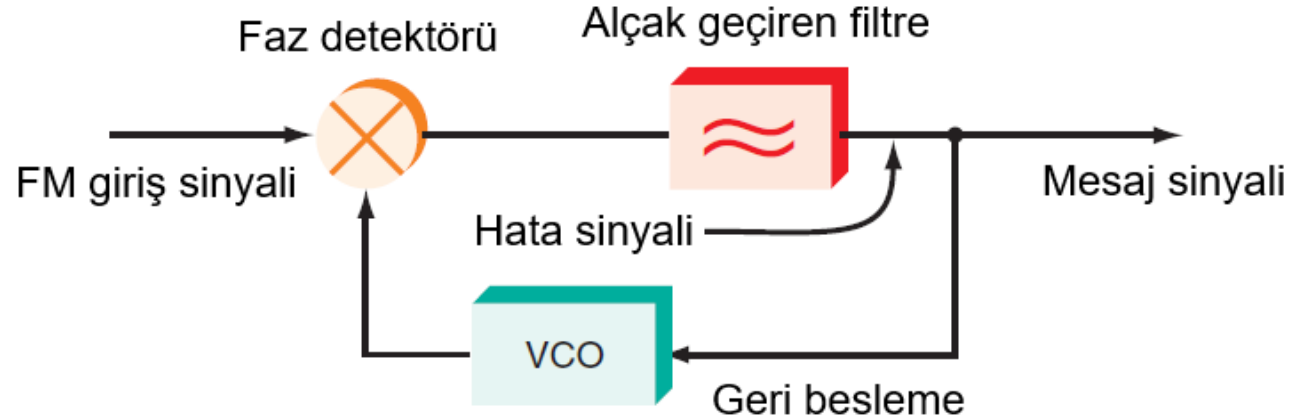 Faz detektörü
Alçak geçiren filtre
FM giriş sinyali
Mesaj sinyali
Hata sinyali
VCO
Geri besleme